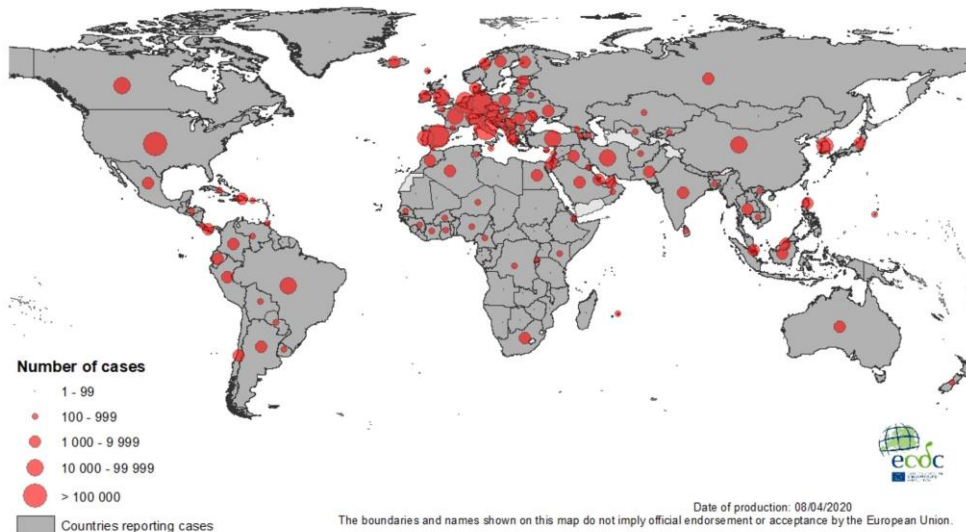 Number of cases
1 - 99
100 - 999
1 000 - 9 999
10 000 - 99 999
> 100 000
Countries reporting cases
ecdc
Date of production: 08/04/2020
The boundaries and names shown on this map do not imply official endorsement or acceptance by the European Union.